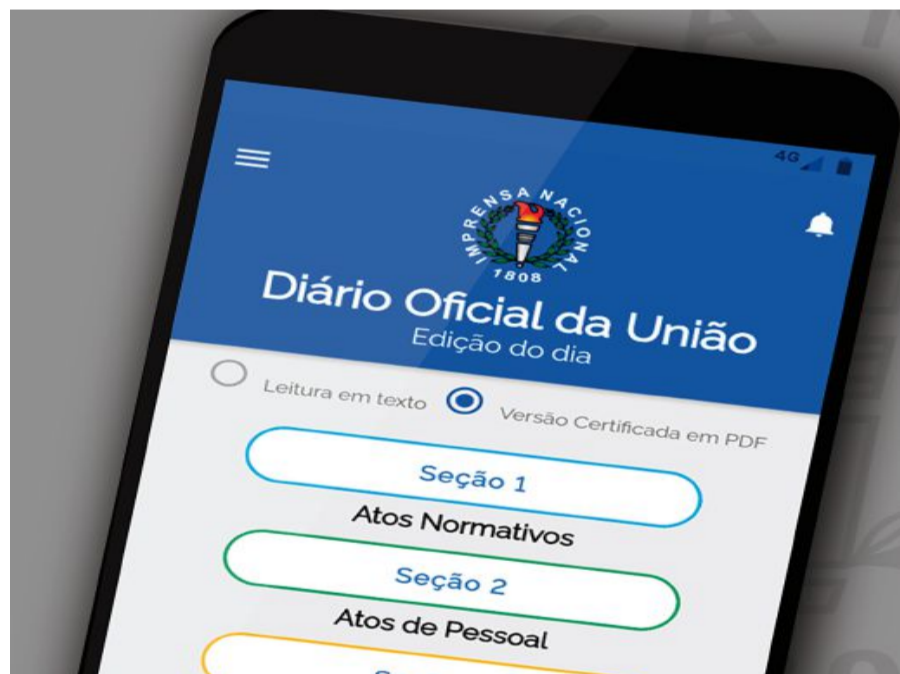 4G
IMPRENSA NACIONAL
1808
Diário Oficial da União
Edição do dia
Leitura em texto
Versão Certificada em PDF
Seção 1
Atos Normativos
Seção 2
Atos de Pessoal